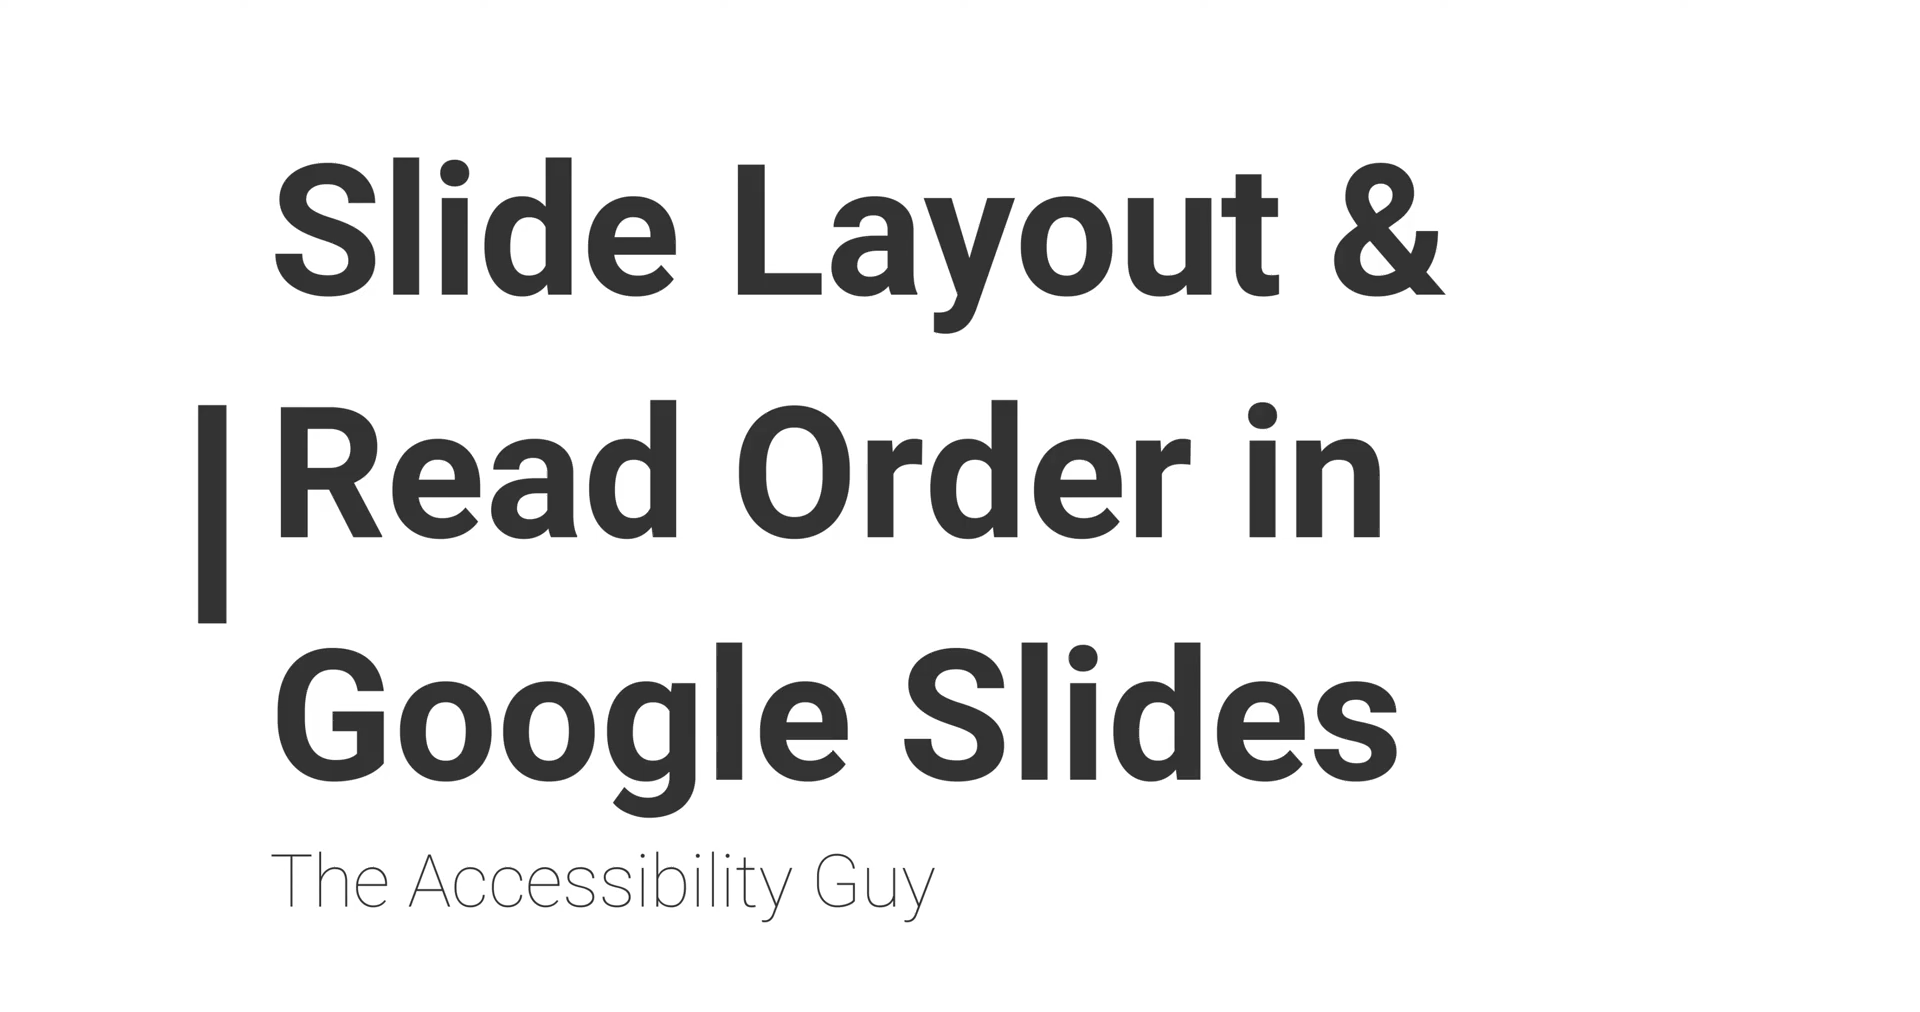 Slide Layout &
Read Order in
Google Slides
The Accessibility Guy